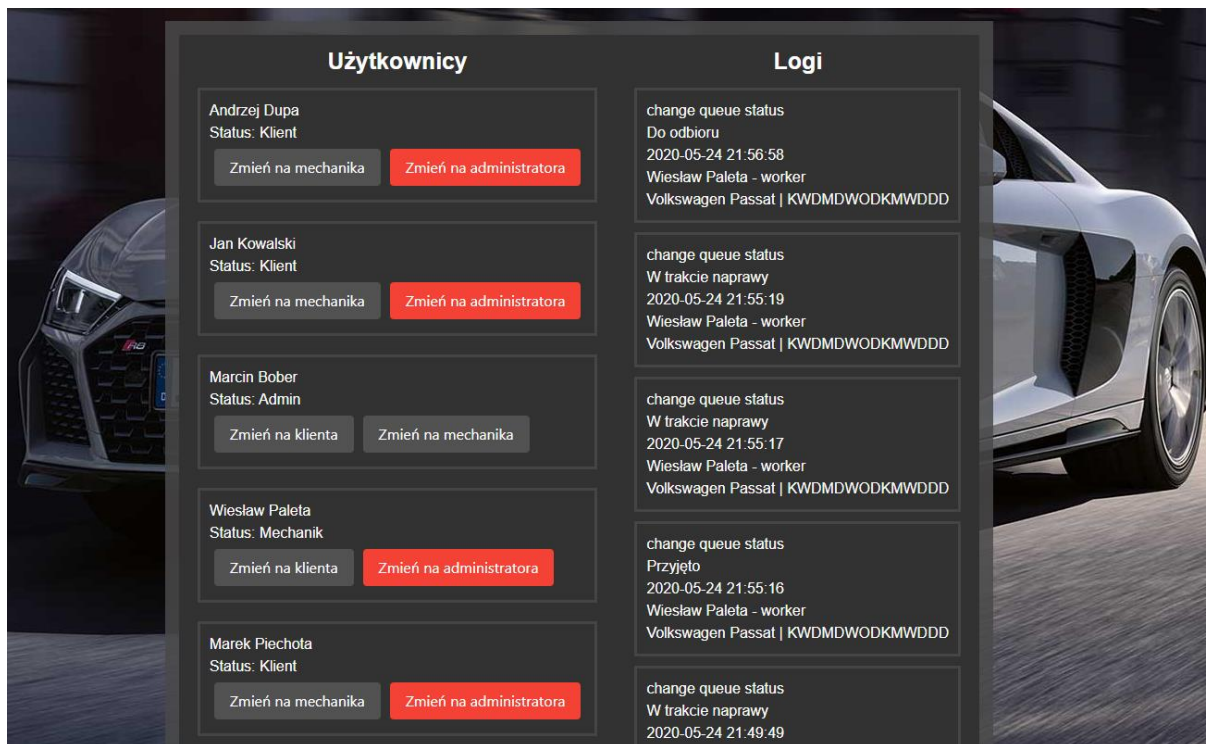 Użytkownicy
Andrzej Dupa
Status: Klient
Zmień na mechanika
Zmień na administratora
Jan Kowalski
Status: Klient
Zmień na mechanika
Zmień na administratora
Marcin Bober
Status: Admin
Zmień na klienta
Zmień na mechanika
Wiesław Paleta
Status: Mechanik
Zmień na klienta
Zmień na administratora
Marek Piechota
Status: Klient
Zmień na mechanika
Zmień na administratora
Logi
change queue status
Do odbioru
2020-05-24 21:56:58
Wiesław Paleta - worker
Volkswagen Passat | KWDMDWODKMWDDD
change queue status
W trakcie naprawy
2020-05-24 21:55:19
Wiesław Paleta - worker
Volkswagen Passat | KWDMDWODKMWDDD
change queue status
W trakcie naprawy
2020-05-24 21:55:17
Wiesław Paleta - worker
Volkswagen Passat | KWDMDWODKMWDDD
change queue status
Przyjęto
2020-05-24 21:55:16
Wiesław Paleta - worker
Volkswagen Passat | KWDMDWODKMWDDD
change queue status
W trakcie naprawy
2020-05-24 21:49:49
R8